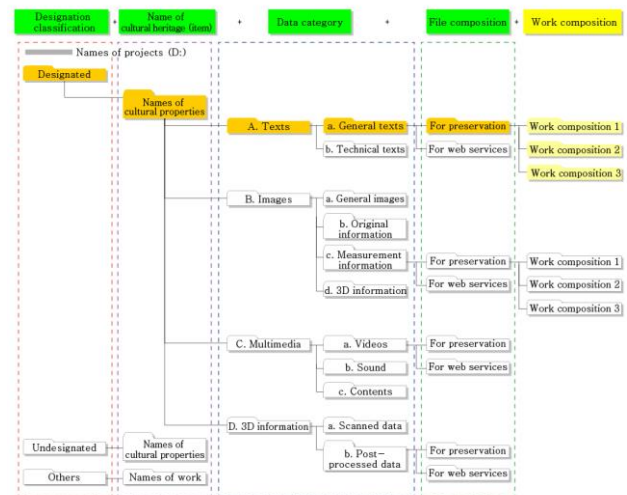 Designation classification + Name of cultural heritage (item) + Data category + File composition + Work composition
Names of projects (D:)
Designated
Names of cultural properties
A. Texts
a. General texts
For preservation
Work composition 1
b. Technical texts
For web services
Work composition 2
Work composition 3
B. Images
a. General images
b. Original information
c. Measurement information
For preservation
Work composition 1
d. 3D information
For web services
Work composition 2
Work composition 3
C. Multimedia
a. Videos
For preservation
b. Sound
For web services
c. Contents
D. 3D information
a. Scanned data
b. Post-processed data
For preservation
For web services
Undesignated
Names of cultural properties
Others
Names of work